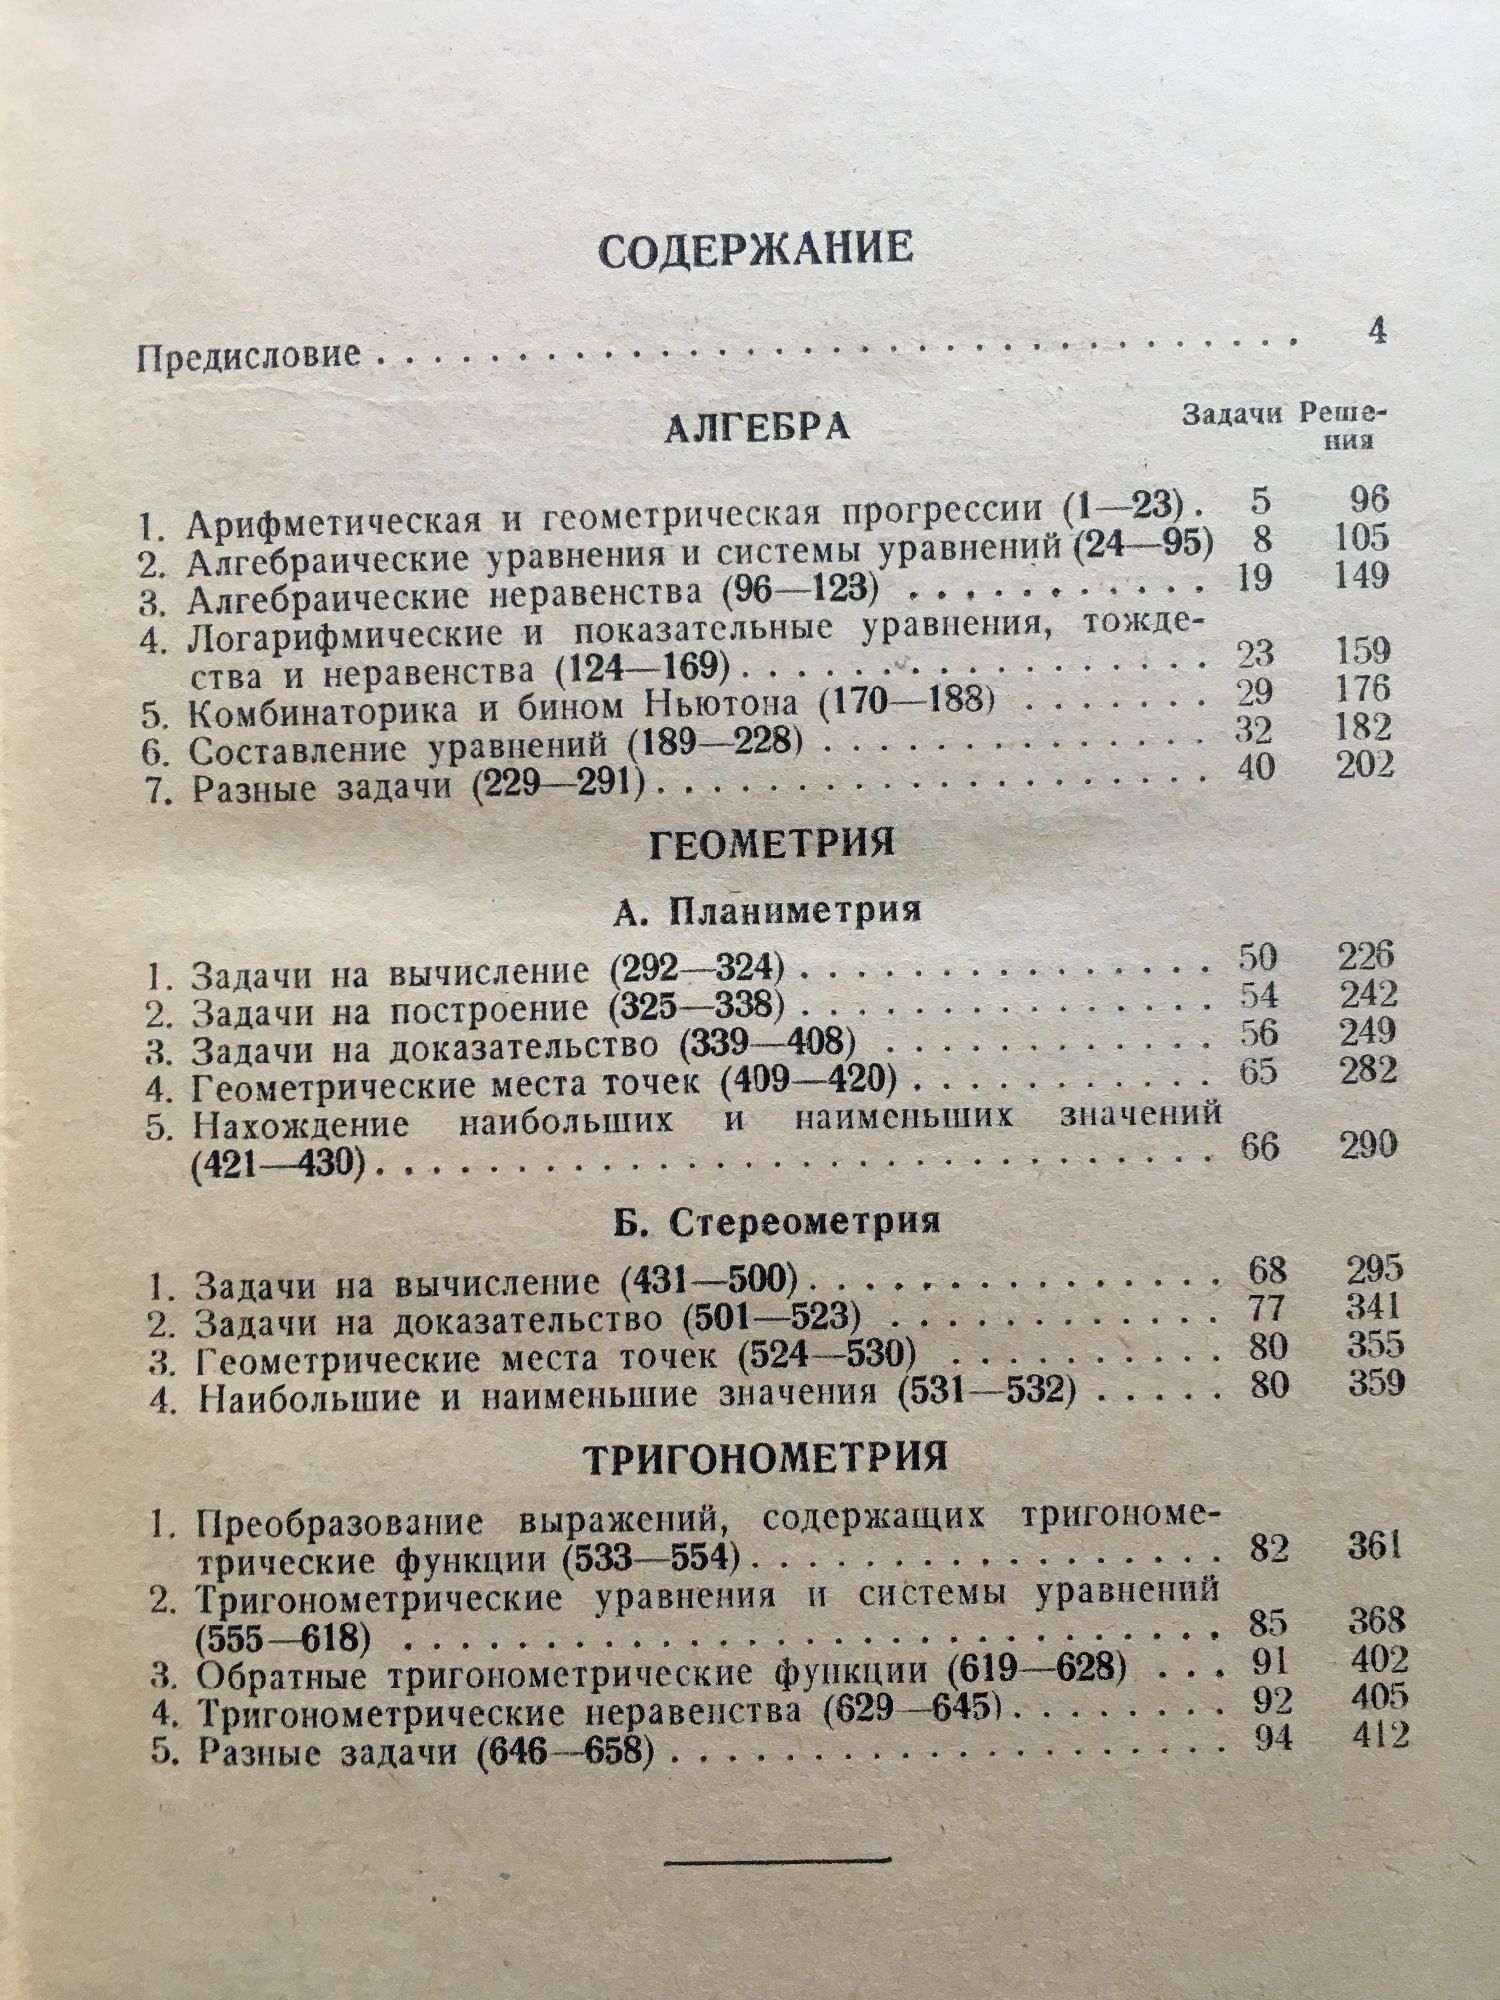 СОДЕРЖАНИЕ
Предисловие . . . . . . . . . . . . . . . . . . . . . . . . . . . . . . . . . 4
АЛГЕБРА
Задачи Реше-
ния
1. Арифметическая и геометрическая прогрессии (1—23) . 5 96
2. Алгебраические уравнения и системы уравнений (24—95) 8 105
3. Алгебраические неравенства (96—123) . . . . . . . . . . . 19 149
4. Логарифмические и показательные уравнения, тожде-
ства и неравенства (124—169) . . . . . . . . . . . . . . . . . 23 159
5. Комбинаторика и бином Ньютона (170—188) . . . . . . . 29 176
6. Составление уравнений (189—228) . . . . . . . . . . . . . . 32 182
7. Разные задачи (229—291) . . . . . . . . . . . . . . . . . . . . 40 202
ГЕОМЕТРИЯ
А. Планиметрия
1. Задачи на вычисление (292—324) . . . . . . . . . . . . . . . 50 226
2. Задачи на построение (325—338) . . . . . . . . . . . . . . . 54 242
3. Задачи на доказательство (339—408) . . . . . . . . . . . . 56 249
4. Геометрические места точек (409—420) . . . . . . . . . . . 65 282
5. Нахождение наибольших и наименьших значений
(421—430) . . . . . . . . . . . . . . . . . . . . . . . . . . . . . . 66 290
Б. Стереометрия
1. Задачи на вычисление (431—500) . . . . . . . . . . . . . . . 68 295
2. Задачи на доказательство (501—523) . . . . . . . . . . . . 77 341
3. Геометрические места точек (524—530) . . . . . . . . . . 80 355
4. Наибольшие и наименьшие значения (531—532) . . . . . 80 359
ТРИГОНОМЕТРИЯ
1. Преобразование выражений, содержащих тригономе-
трические функции (533—554) . . . . . . . . . . . . . . . . . 82 361
2. Тригонометрические уравнения и системы уравнений
(555—618) . . . . . . . . . . . . . . . . . . . . . . . . . . . . . 85 368
3. Обратные тригонометрические функции (619—628) . . . 91 402
4. Тригонометрические неравенства (629—645) . . . . . . . . 92 405
5. Разные задачи (646—658) . . . . . . . . . . . . . . . . . . . . 94 412